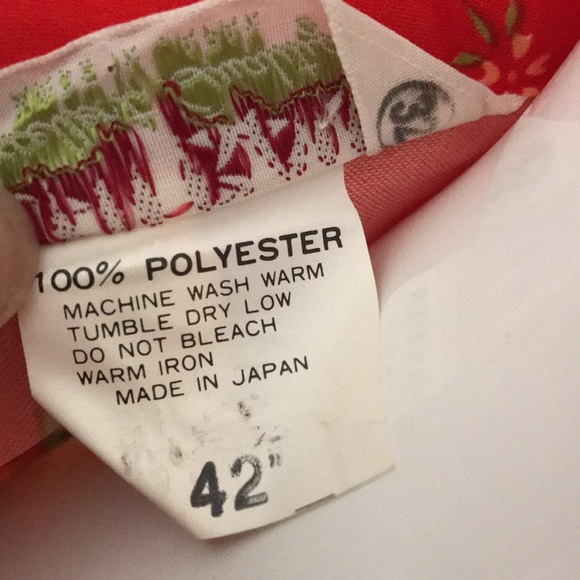 100% POLYESTER
MACHINE WASH WARM
TUMBLE DRY LOW
DO NOT BLEACH
WARM IRON
MADE IN JAPAN
42"